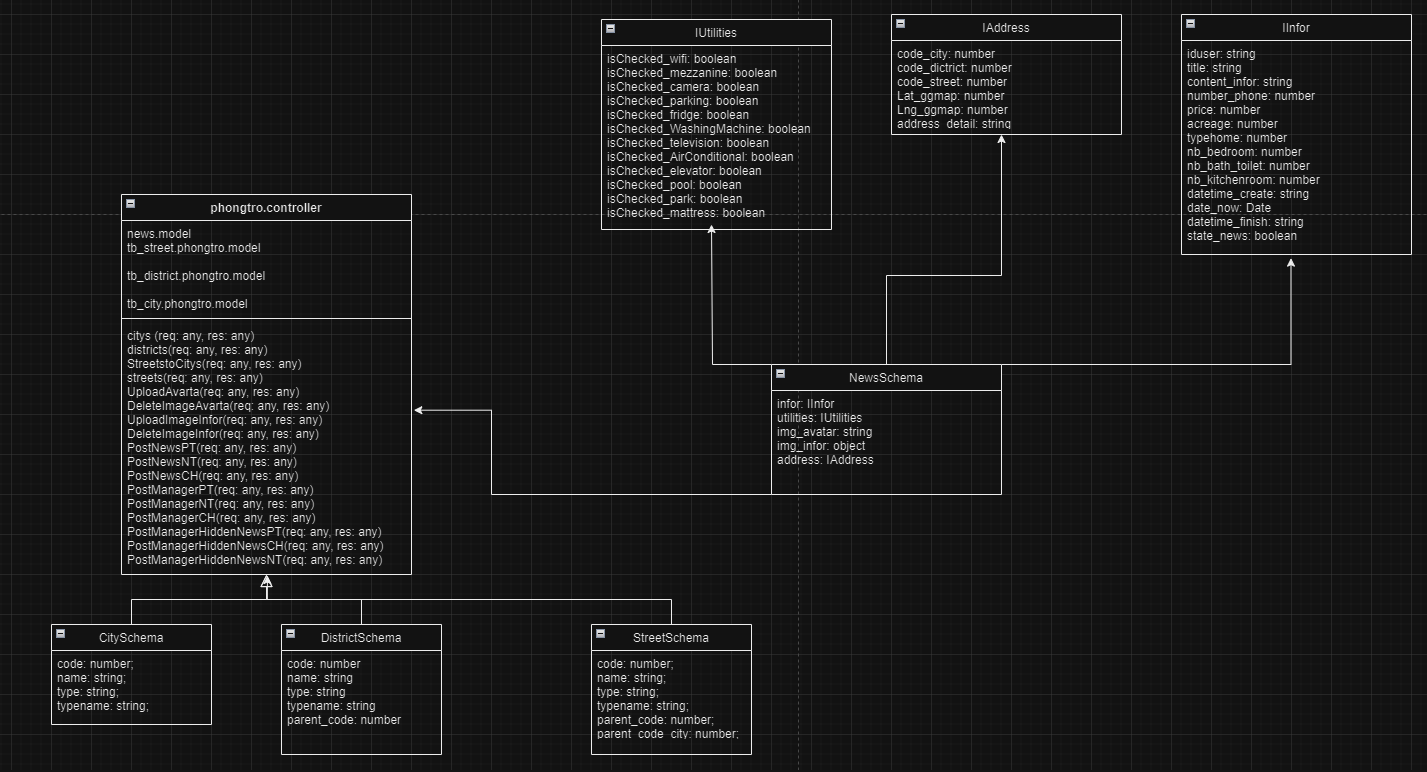 IUtilities
isChecked_wifi: boolean
isChecked_mezzanine: boolean
isChecked_camera: boolean
isChecked_parking: boolean
isChecked_fridge: boolean
isChecked_WashingMachine: boolean
isChecked_television: boolean
isChecked_AirConditional: boolean
isChecked_elevator: boolean
isChecked_pool: boolean
isChecked_park: boolean
isChecked_mattress: boolean
IAddress
code_city: number
code_dictrict: number
code_street: number
Lat_ggmap: number
Lng_ggmap: number
address_detail: string
IInfor
iduser: string
title: string
content_infor: string
number_phone: number
price: number
acreage: number
typehome: number
nb_bedroom: number
nb_bath_toilet: number
nb_kitchenroom: number
datetime_create: string
date_now: Date
datetime_finish: string
state_news: boolean
phongtro.controller
news.model
tb_street.phongtro.model
tb_district.phongtro.model
tb_city.phongtro.model
citys (req: any, res: any)
districts(req: any, res: any)
StreetstoCitys(req: any, res: any)
streets(req: any, res: any)
UploadAvarta(req: any, res: any)
DeleteImageAvarta(req: any, res: any)
UploadImageInfor(req: any, res: any)
DeleteImageInfor(req: any, res: any)
PostNewsPT(req: any, res: any)
PostNewsNT(req: any, res: any)
PostNewsCH(req: any, res: any)
PostManagerPT(req: any, res: any)
PostManagerNT(req: any, res: any)
PostManagerCH(req: any, res: any)
PostManagerHiddenNewsPT(req: any, res: any)
PostManagerHiddenNewsCH(req: any, res: any)
PostManagerHiddenNewsNT(req: any, res: any)
NewsSchema
infor: IInfor
utilities: IUtilities
img_avatar: string
img_infor: object
address: IAddress
CitySchema
code: number;
name: string;
type: string;
typename: string;
DistrictSchema
code: number
name: string
type: string
typename: string
parent_code: number
StreetSchema
code: number;
name: string;
type: string;
typename: string;
parent_code: number;
parent_code_city: number;